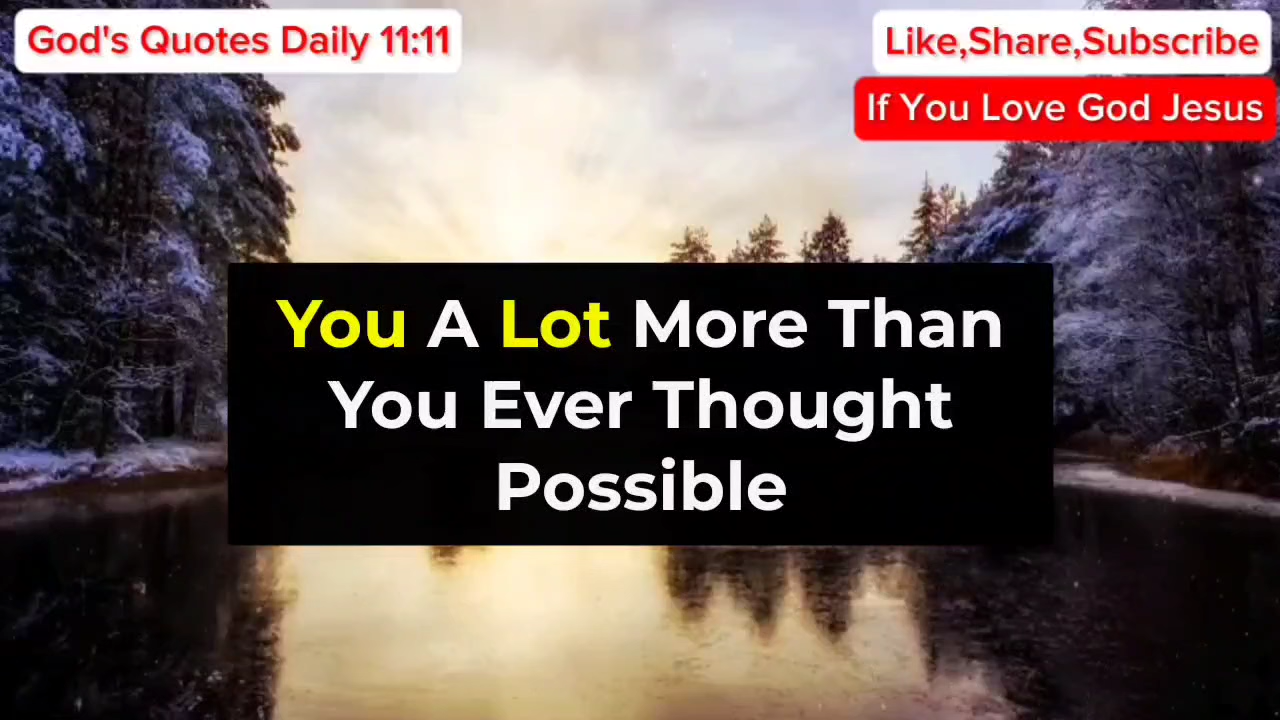 God's Quotes Daily 11:11
Like,Share,Subscribe
If You Love God Jesus
You A Lot More Than
You Ever Thought
Possible